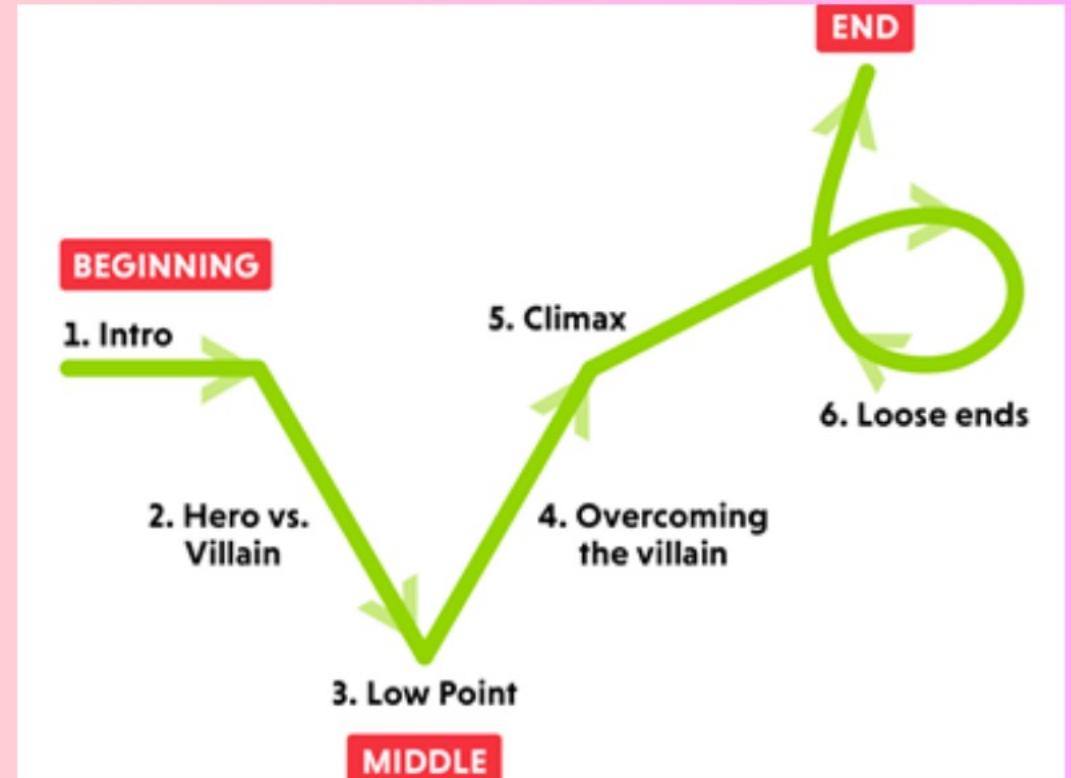 BEGINNING
1. Intro
2. Hero vs.
Villain
3. Low Point
MIDDLE
4. Overcoming
the villain
5. Climax
6. Loose ends
END